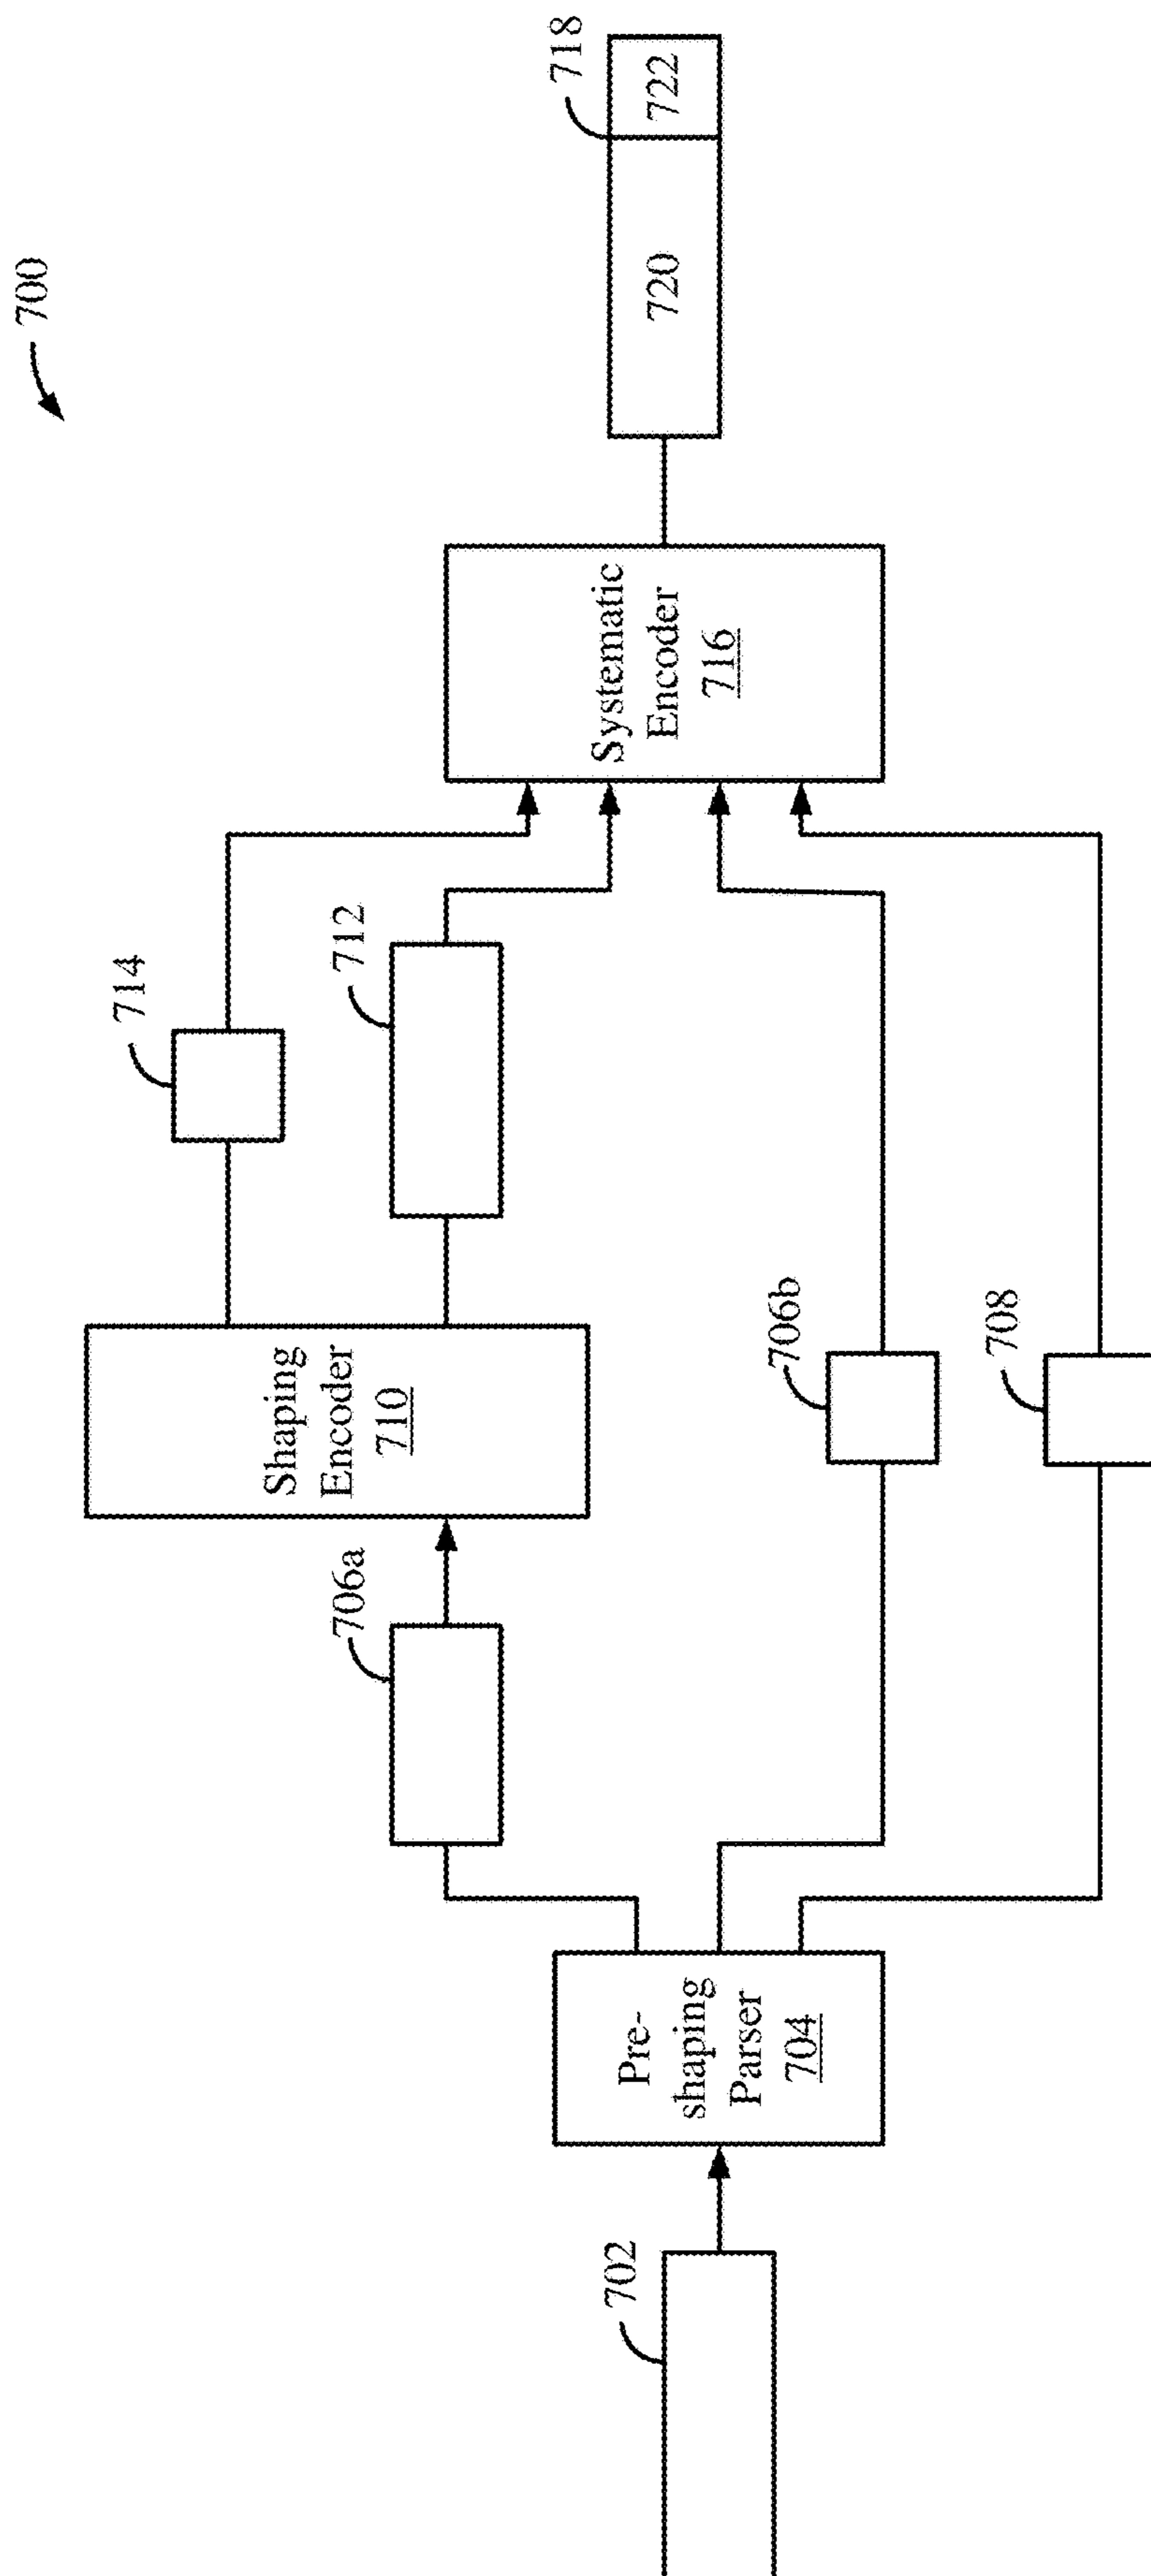 700
702
Pre-
shaping
Parser
704
706a
706b
708
Shaping
Encoder
710
714
712
Systematic
Encoder
716
718
720
722